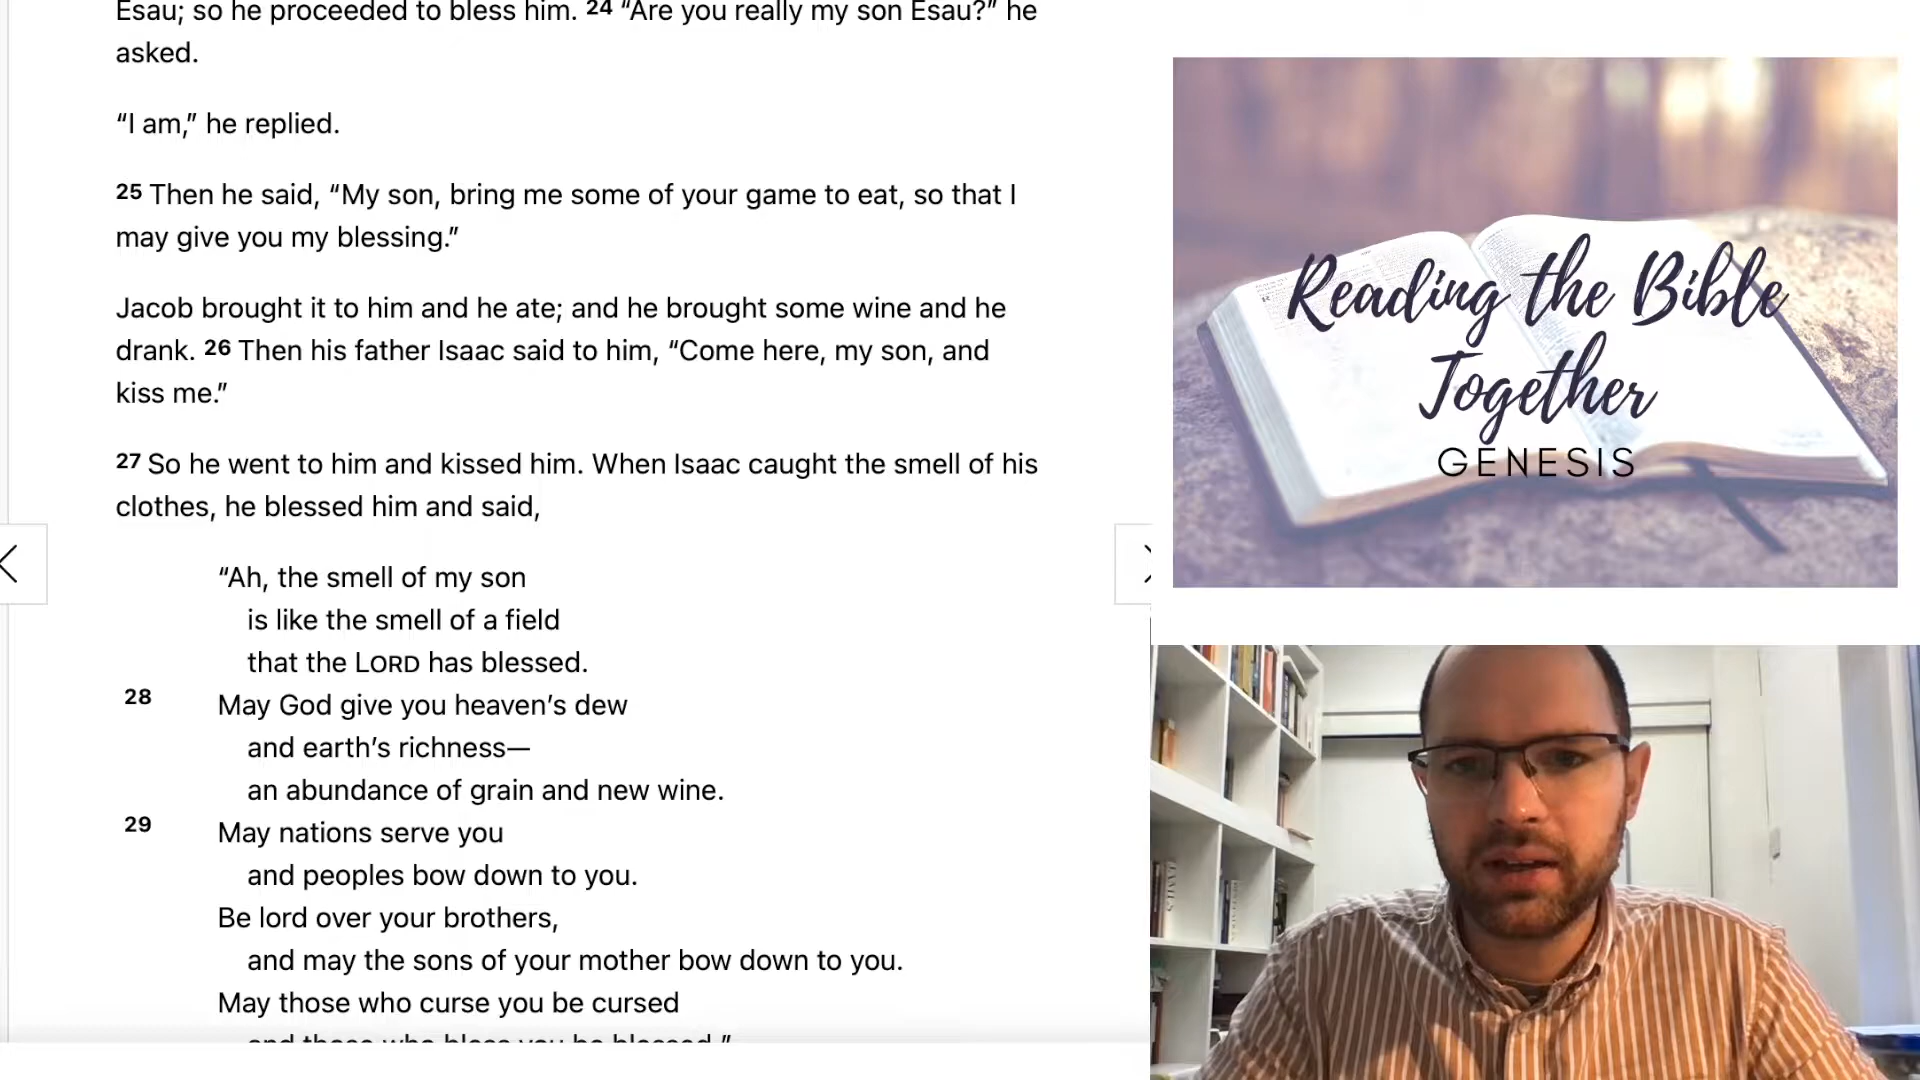 Esau; so he proceeded to bless him. 24 “Are you really my son Esau?” he
asked.
“I am,” he replied.
25 Then he said, “My son, bring me some of your game to eat, so that I
may give you my blessing.”
Jacob brought it to him and he ate; and he brought some wine and he
drank. 26 Then his father Isaac said to him, “Come here, my son, and
kiss me.”
27 So he went to him and kissed him. When Isaac caught the smell of his
clothes, he blessed him and said,
“Ah, the smell of my son
is like the smell of a field
that the LORD has blessed.
28 May God give you heaven’s dew
and earth’s richness—
an abundance of grain and new wine.
29 May nations serve you
and peoples bow down to you.
Be lord over your brothers,
and may the sons of your mother bow down to you.
May those who curse you be cursed
and those who bless you be blessed.”
Reading the Bible
Together
GENESIS